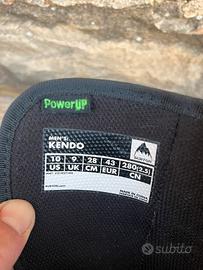 PowerUP
MEN'S:
KENDO
10 9 28 43 280(2.5)
US UK CM EUR CN
subito